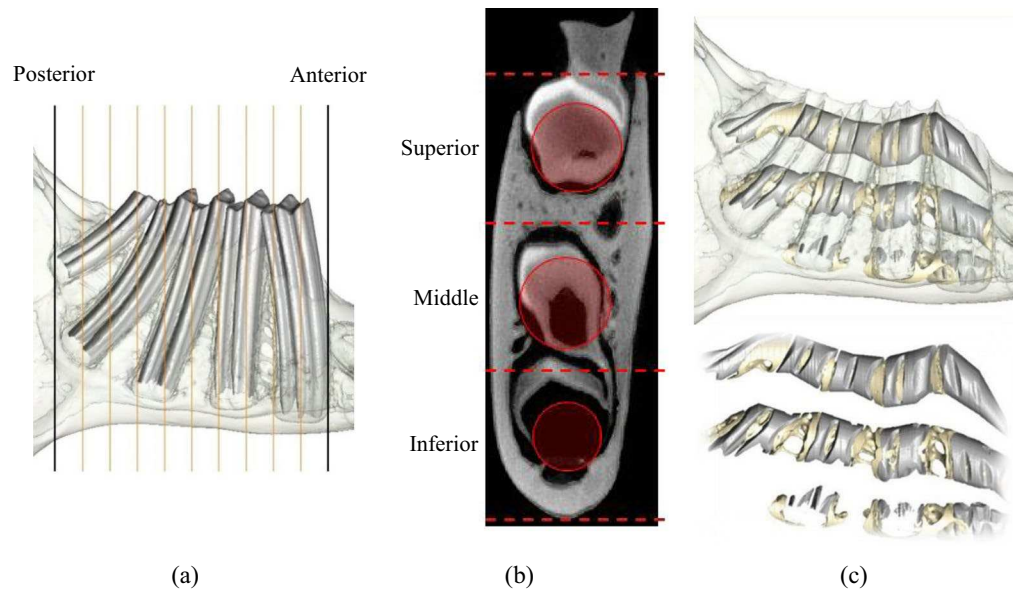 Posterior
Anterior
Superior
Middle
Inferior
(a)
(b)
(c)